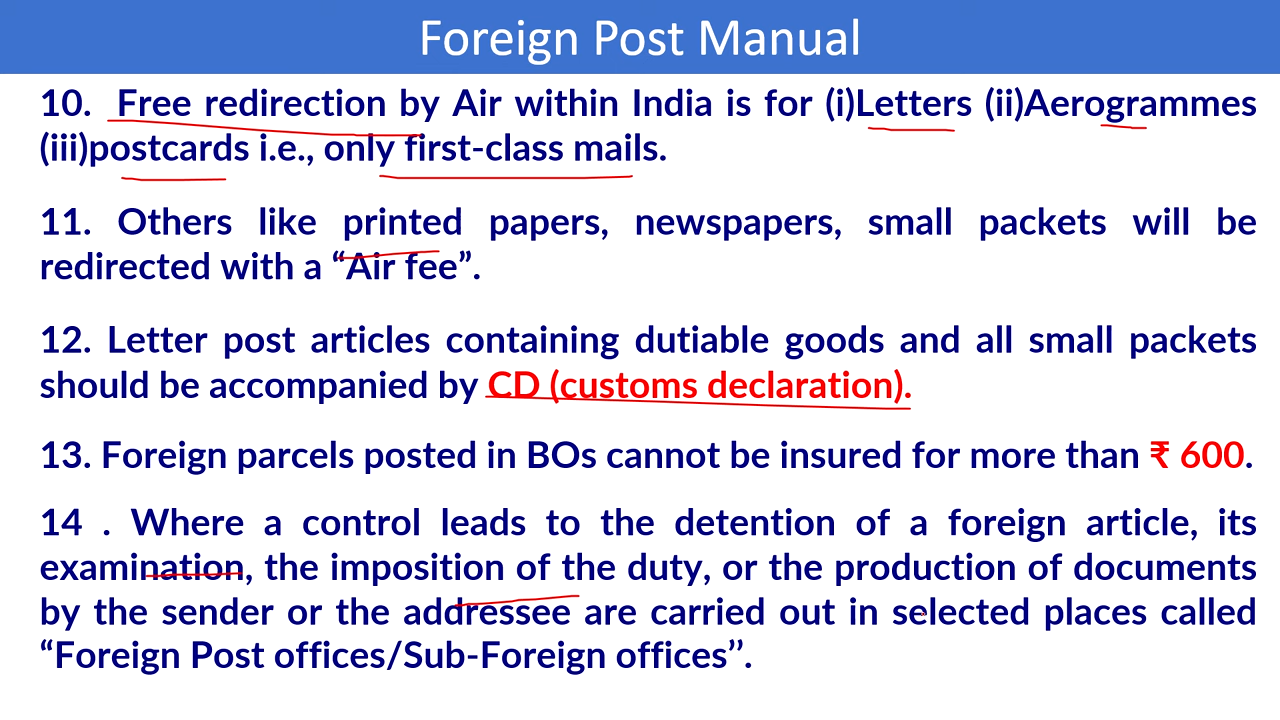 Foreign Post Manual
10. Free redirection by Air within India is for (i)Letters (ii)Aerogrammes
(iii)postcards i.e., only first-class mails.
11. Others like printed papers, newspapers, small packets will be
redirected with a “Air fee”.
12. Letter post articles containing dutiable goods and all small packets
should be accompanied by CD (customs declaration).
13. Foreign parcels posted in BOs cannot be insured for more than ₹ 600.
14 . Where a control leads to the detention of a foreign article, its
examination, the imposition of the duty, or the production of documents
by the sender or the addressee are carried out in selected places called
“Foreign Post offices/Sub-Foreign offices’’.